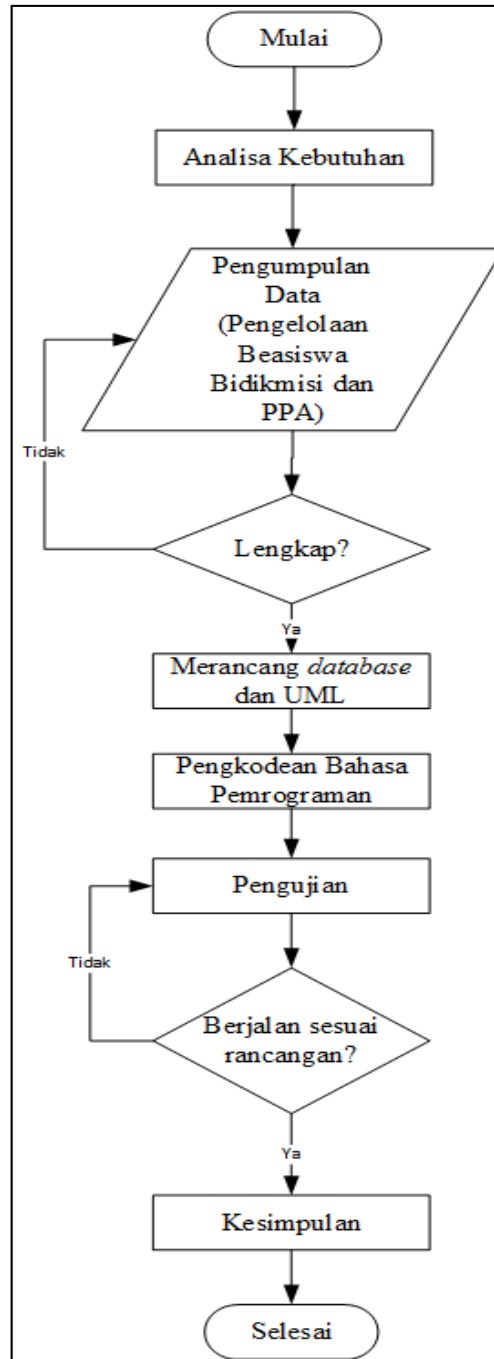 Mulai
Analisa Kebutuhan
Pengumpulan
Data
(Pengelolaan
Beasiswa
Bidikmisi dan
PPA)
Tidak
Lengkap?
Ya
Merancang database
dan UML
Pengkodean Bahasa
Pemrograman
Pengujian
Tidak
Berjalan sesuai
rancangan?
Ya
Kesimpulan
Selesai